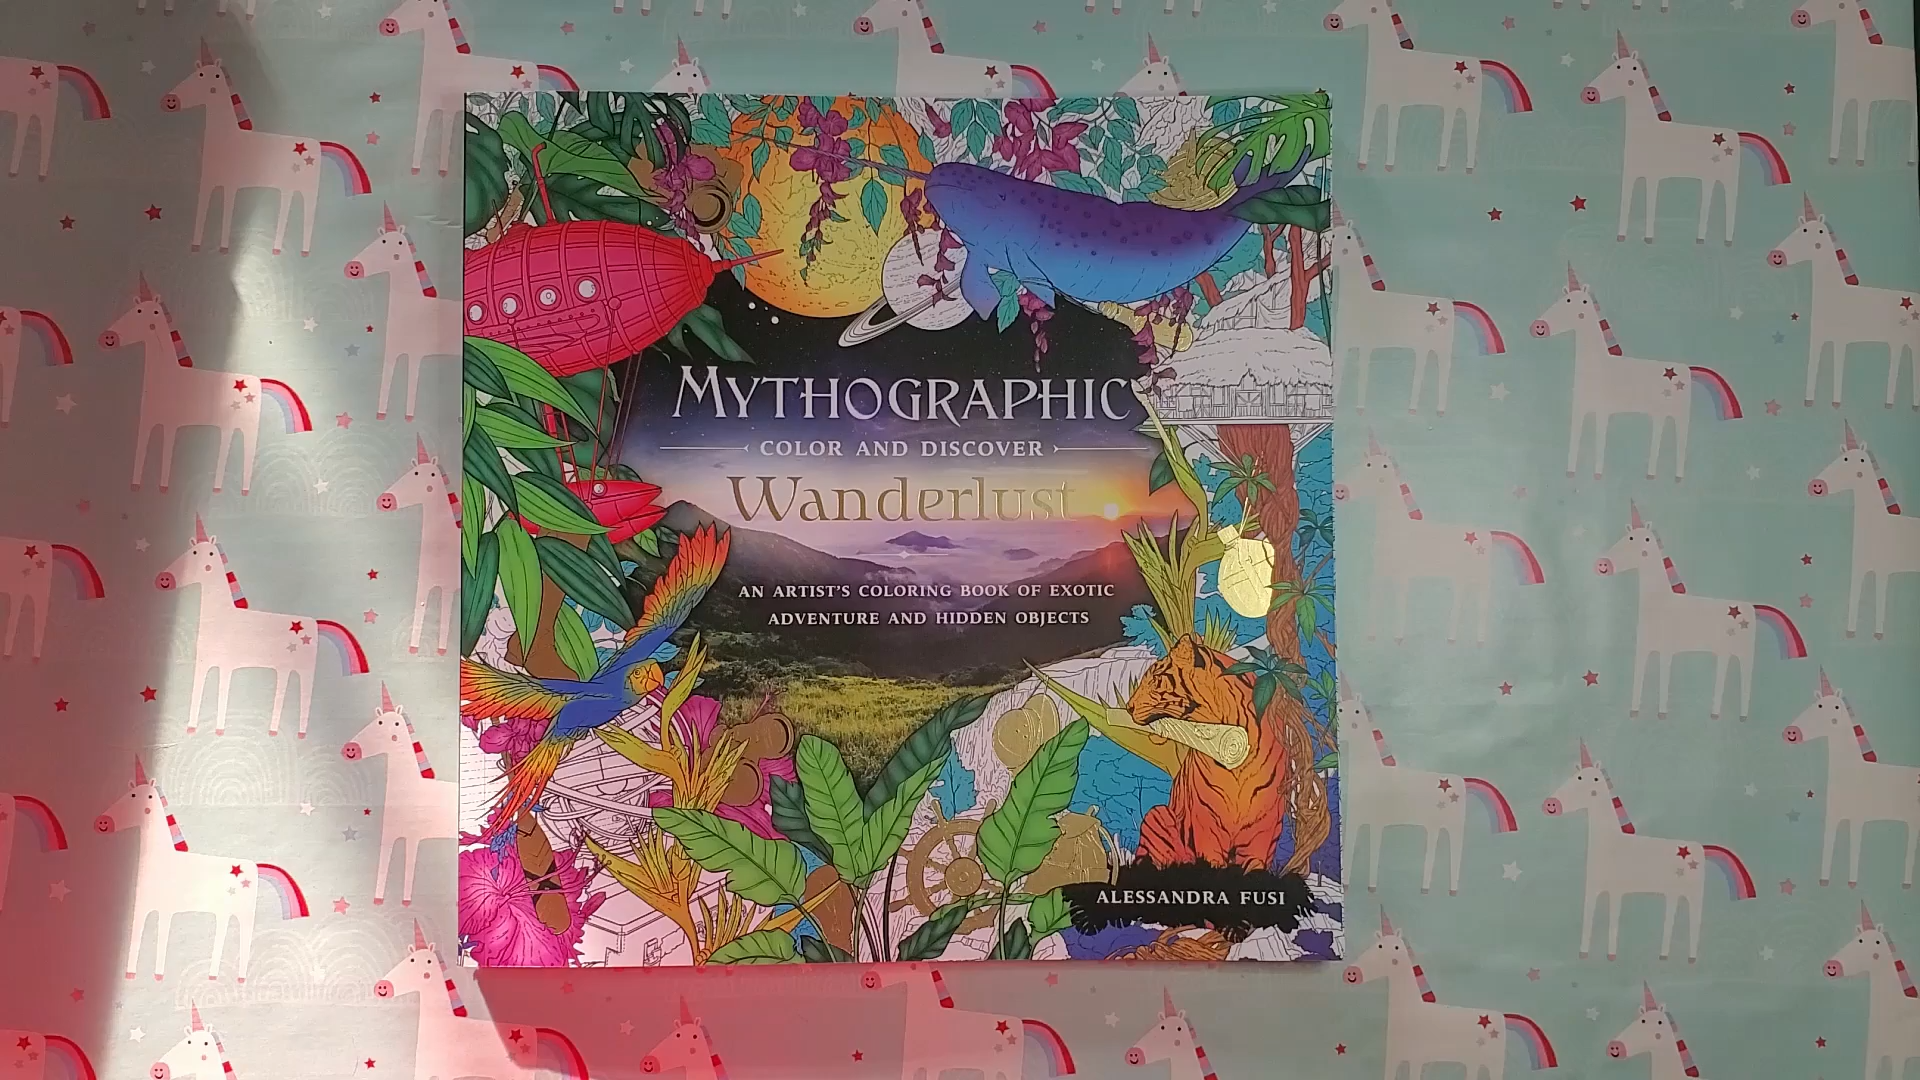 MYTHOGRAPHIC
COLOR AND DISCOVER
Wanderlust
AN ARTIST'S COLORING BOOK OF EXOTIC
ADVENTURE AND HIDDEN OBJECTS
ALESSANDRA FUSI